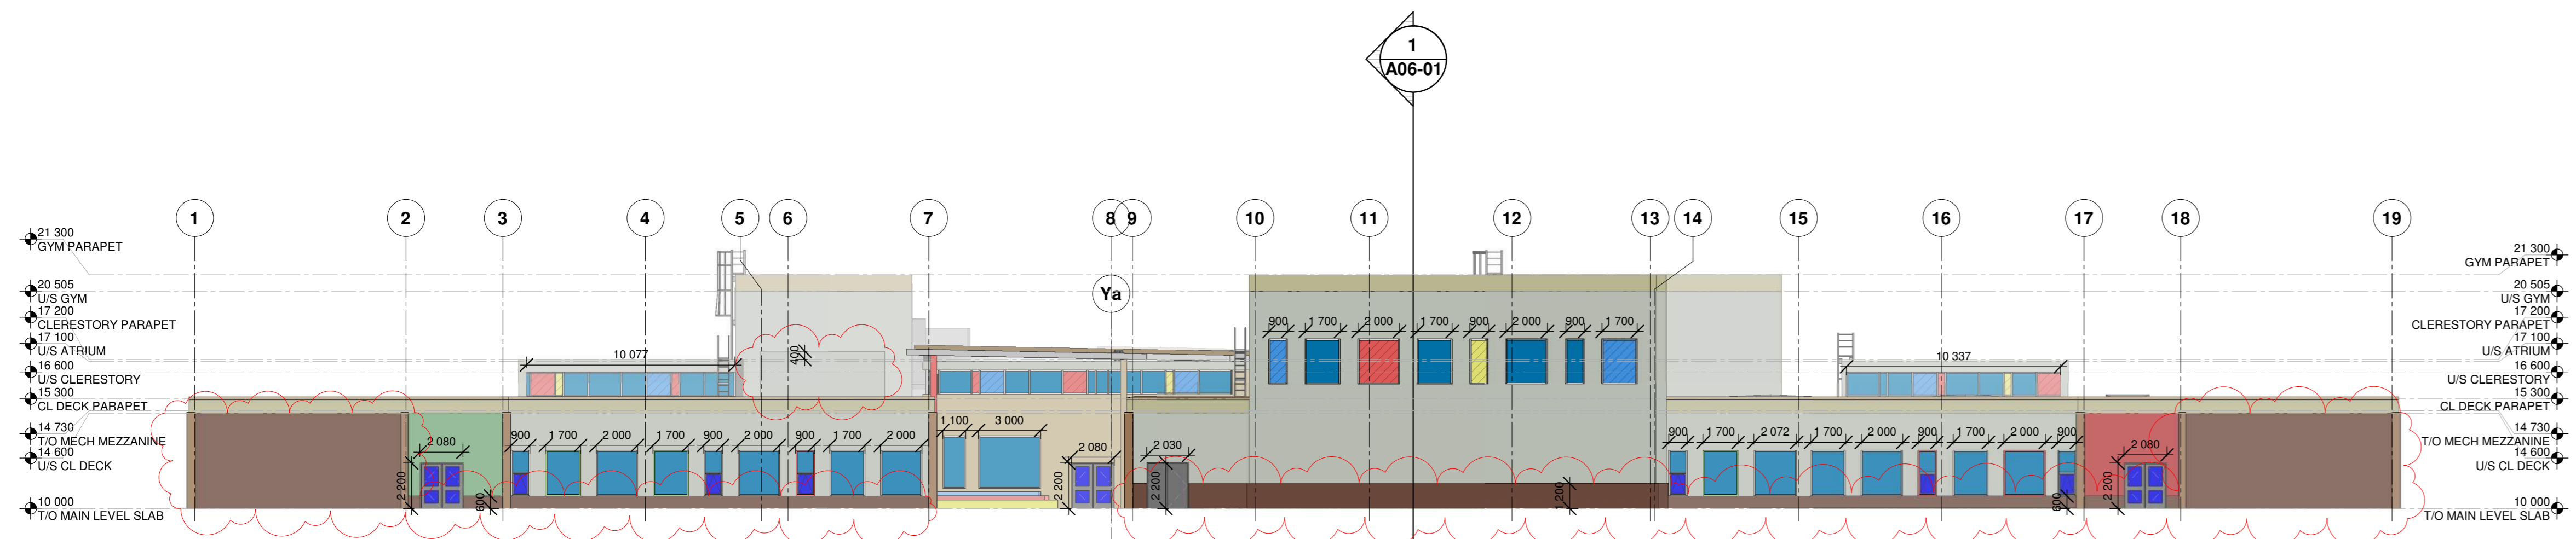 1
A06-01
1 2 3 4 5 6 7 8 9 10 11 12 13 14 15 16 17 18 19
Ya
21 300
GYM PARAPET
20 505
U/S GYM
17 200
CLERESTORY PARAPET
17 100
U/S ATRIUM
16 600
U/S CLERESTORY
15 300
CL DECK PARAPET
14 730
T/O MECH MEZZANINE
14 600
U/S CL DECK
10 000
T/O MAIN LEVEL SLAB
21 300
GYM PARAPET
20 505
U/S GYM
17 200
CLERESTORY PARAPET
17 100
U/S ATRIUM
16 600
U/S CLERESTORY
15 300
CL DECK PARAPET
14 730
T/O MECH MEZZANINE
14 600
U/S CL DECK
10 000
T/O MAIN LEVEL SLAB
900 1 700 2 000 1 700 900 2 000 900 1 700
10 077
400
10 337
1 100 3 000
2 080
900 1 700 2 000 1 700 900 2 000 900 1 700 2 000
2 080
2 030
900 1 700 2 072 1 700 2 000 900 1 700 2 000 900
2 080
2 200
600
2 200
2 200
1 200
600
2 200